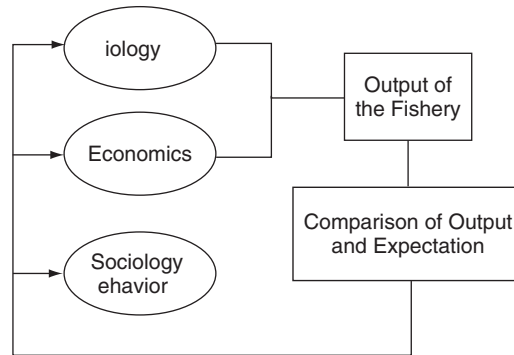 iology
Economics
Sociology
ehavior
Output of
the Fishery
Comparison of Output
and Expectation